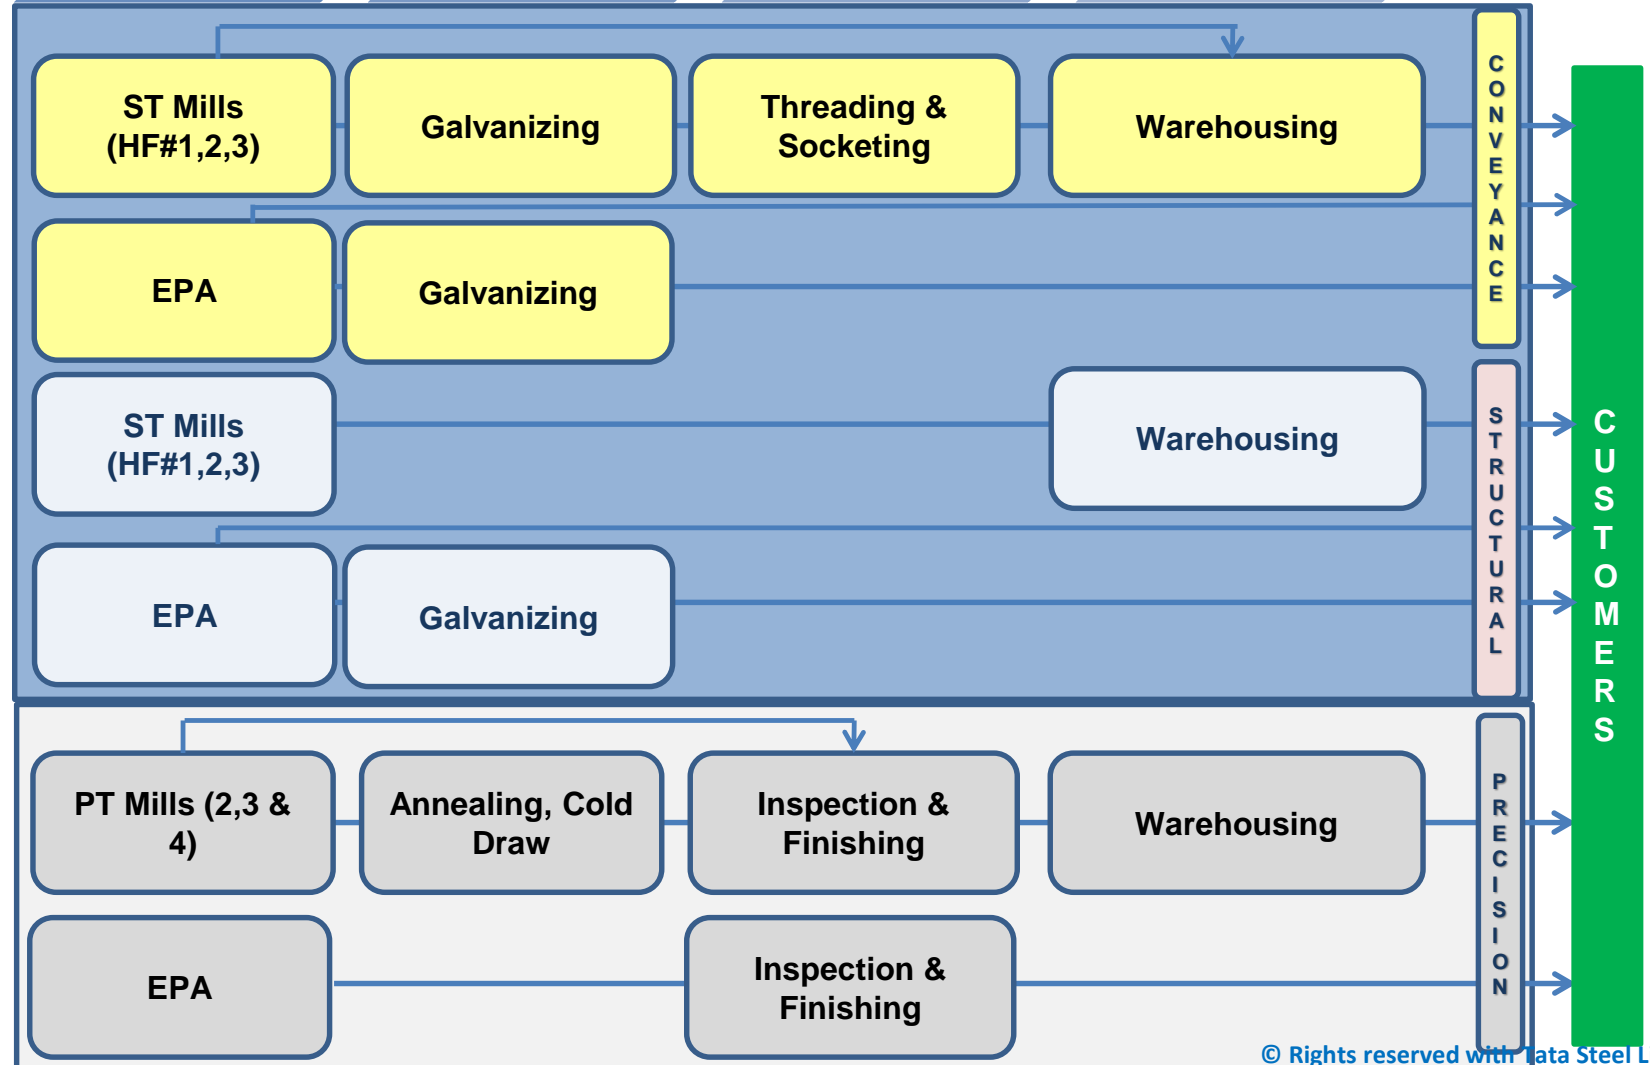 ST Mills
(HF#1,2,3)
Galvanizing
Threading &
Socketing
Warehousing
CONVEYANCE
EPA
Galvanizing
ST Mills
(HF#1,2,3)
Warehousing
STRUCTURAL
EPA
Galvanizing
CUSTOMERS
PT Mills (2,3 &
4)
Annealing, Cold
Draw
Inspection &
Finishing
Warehousing
PRECISION
EPA
Inspection &
Finishing
© Rights reserved with Tata Steel L